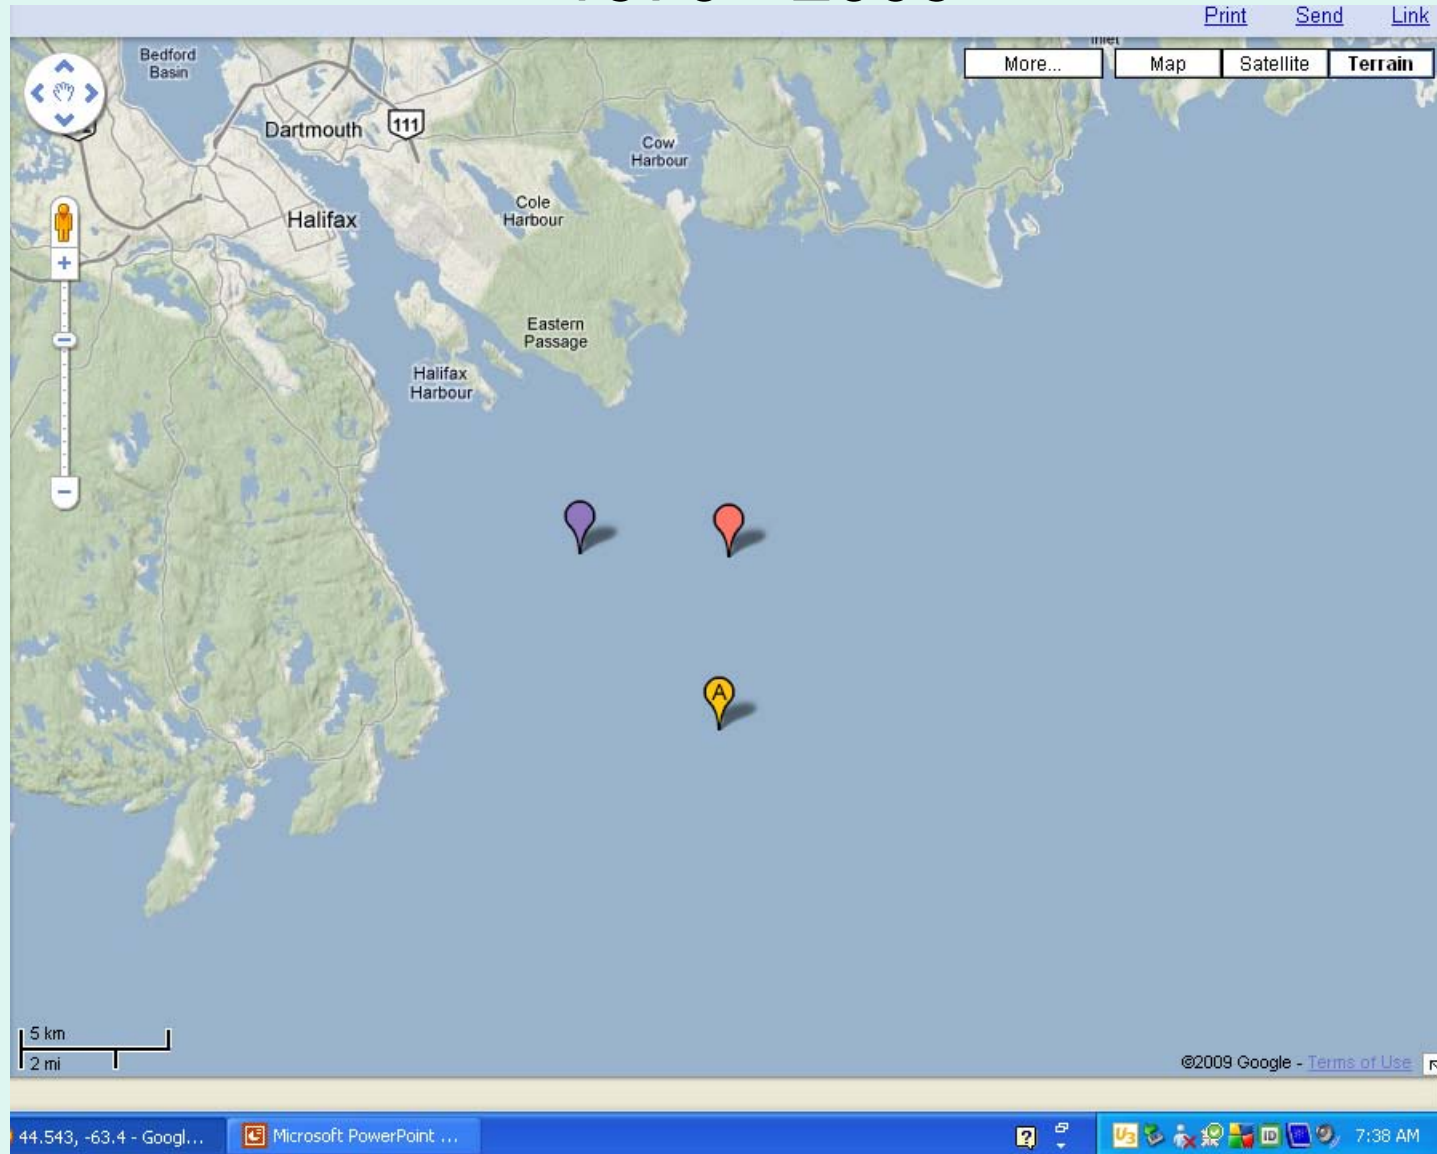 Print Send Link
Bedford
Basin
More... Map Satellite Terrain
Dartmouth 111
Cow
Harbour
Cole
Harbour
Halifax
Eastern
Passage
Halifax
Harbour
A
5 km
2 mi
©2009 Google - Terms of Use
44.543, -63.4 - Googl... Microsoft PowerPoint ... 7:38 AM